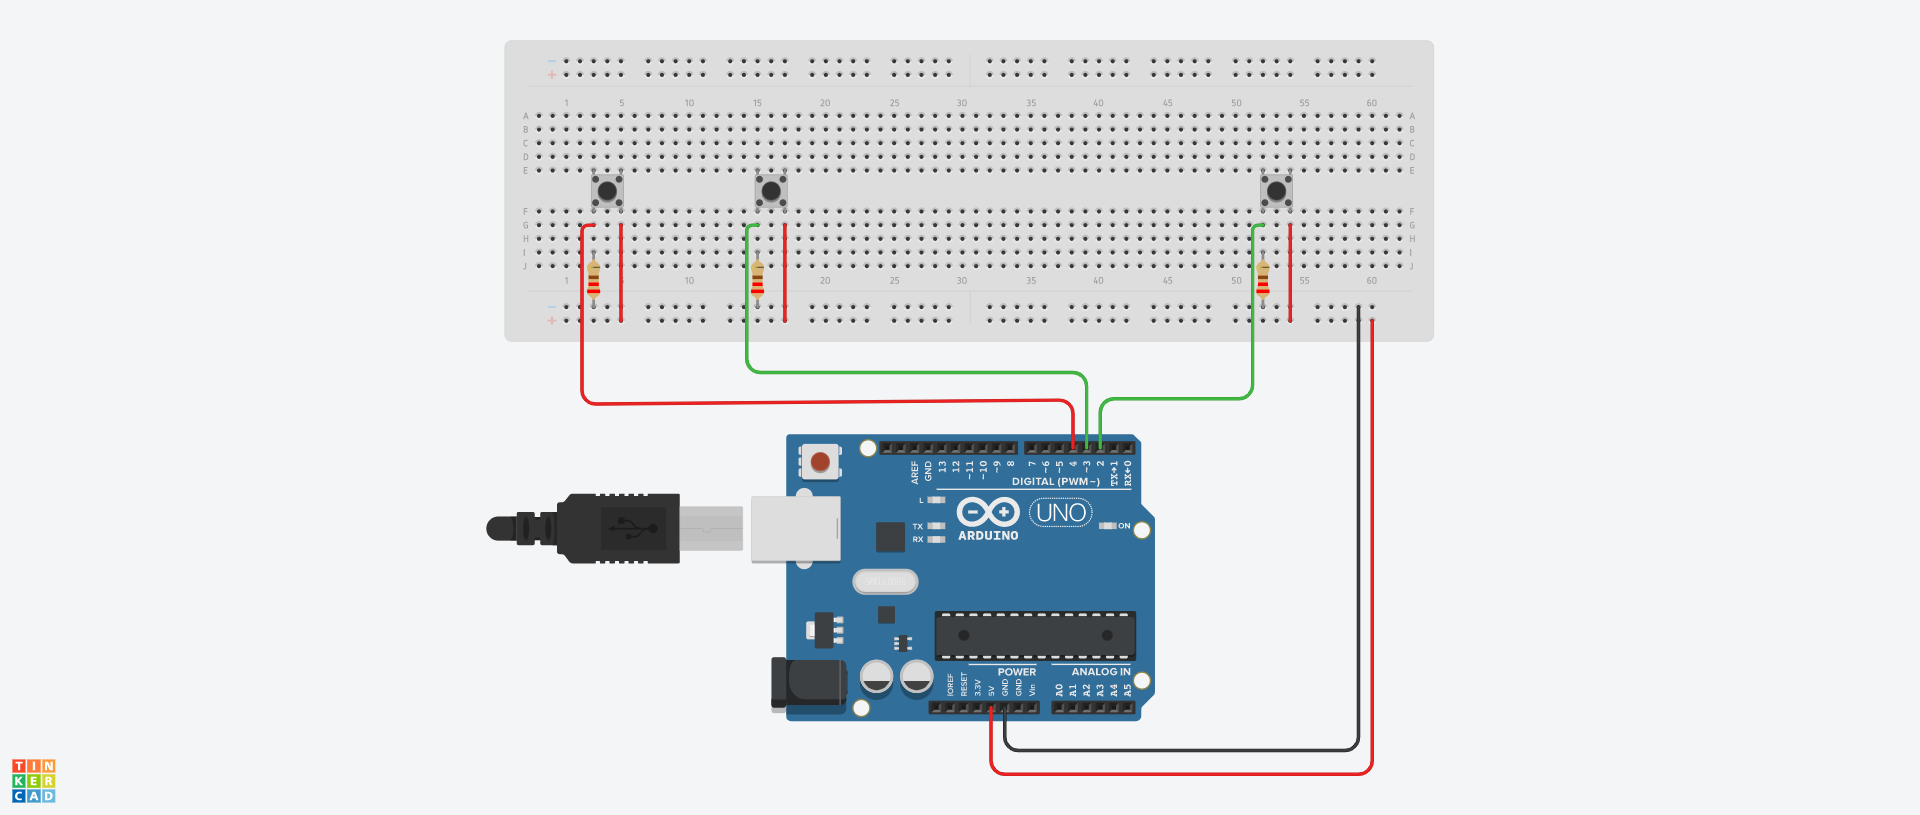 − −
+ +
1 5 10 15 20 25 30 35 40 45 50 55 60
A A
B B
C C
D D
E E
F F
G G
H H
I I
J J
1 10 20 30 35 40 45 50 55 60
− −
+ +
AREF GND 13 12 ~11 ~10 ~9 8 7 ~6 ~5 4 ~3 2 TX→1 RX←0
DIGITAL (PWM~)
L
TX
RX
ARDUINO
UNO
ON
POWER
ANALOG IN
IOREF RESET 3.3V 5V GND GND Vin A0 A1 A2 A3 A4 A5
TIN
KER
CAD